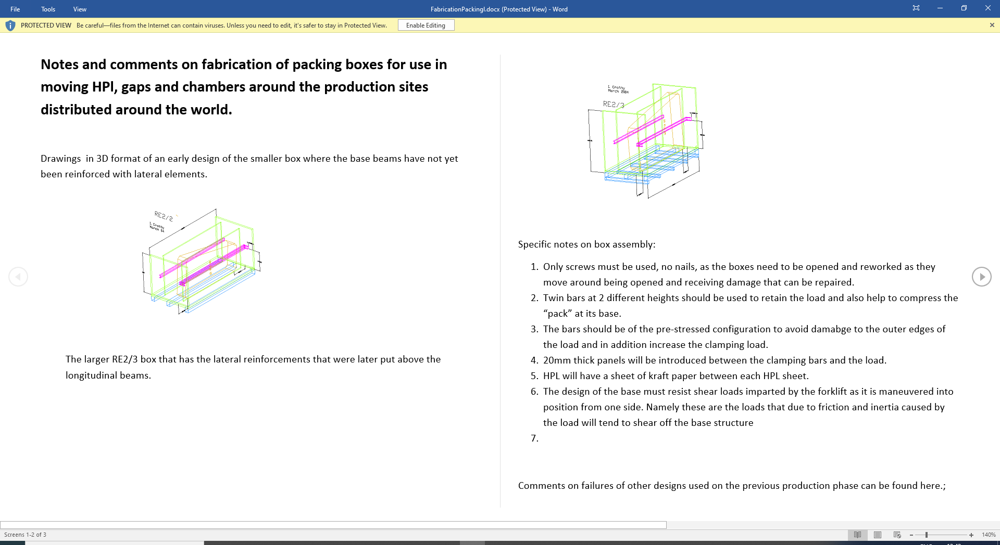 File Tools View
FabricationPackingI.docx (Protected View) - Word
PROTECTED VIEW Be careful—files from the Internet can contain viruses. Unless you need to edit, it's safer to stay in Protected View. Enable Editing
Notes and comments on fabrication of packing boxes for use in
moving HPl, gaps and chambers around the production sites
distributed around the world.
Drawings in 3D format of an early design of the smaller box where the base beams have not yet
been reinforced with lateral elements.
RE2/2
I. Crotty
March 04
The larger RE2/3 box that has the lateral reinforcements that were later put above the
longitudinal beams.
I. Crotty
March 2004
RE2/3
Specific notes on box assembly:
1. Only screws must be used, no nails, as the boxes need to be opened and reworked as they
move around being opened and receiving damage that can be repaired.
2. Twin bars at 2 different heights should be used to retain the load and also help to compress the
“pack” at its base.
3. The bars should be of the pre-stressed configuration to avoid damabge to the outer edges of
the load and in addition increase the clamping load.
4. 20mm thick panels will be introduced between the clamping bars and the load.
5. HPL will have a sheet of kraft paper between each HPL sheet.
6. The design of the base must resist shear loads imparted by the forklift as it is maneuvered into
position from one side. Namely these are the loads that due to friction and inertia caused by
the load will tend to shear off the base structure
7.
Comments on failures of other designs used on the previous production phase can be found here.;
Screens 1-2 of 3
140%